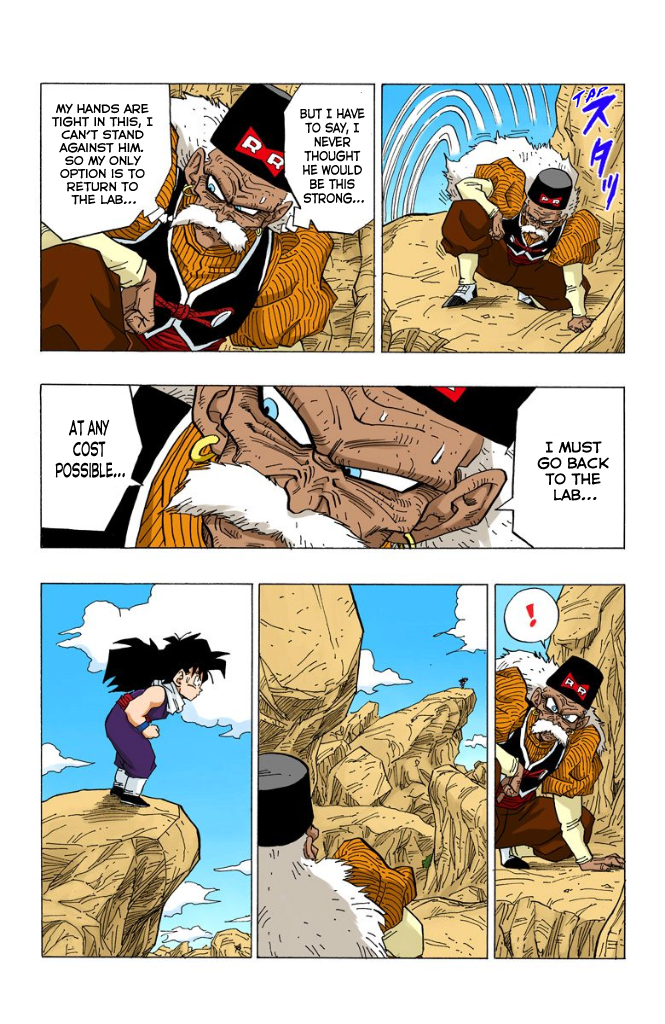 TAP
スタッ
RR
BUT I HAVE
TO SAY, I
NEVER
THOUGHT
HE WOULD
BE THIS
STRONG...
RR
MY HANDS ARE
TIGHT IN THIS, I
CAN'T STAND
AGAINST HIM.
SO MY ONLY
OPTION IS TO
RETURN TO
THE LAB...
I MUST
GO BACK
TO THE
LAB...
AT ANY
COST
POSSIBLE...
!
RR